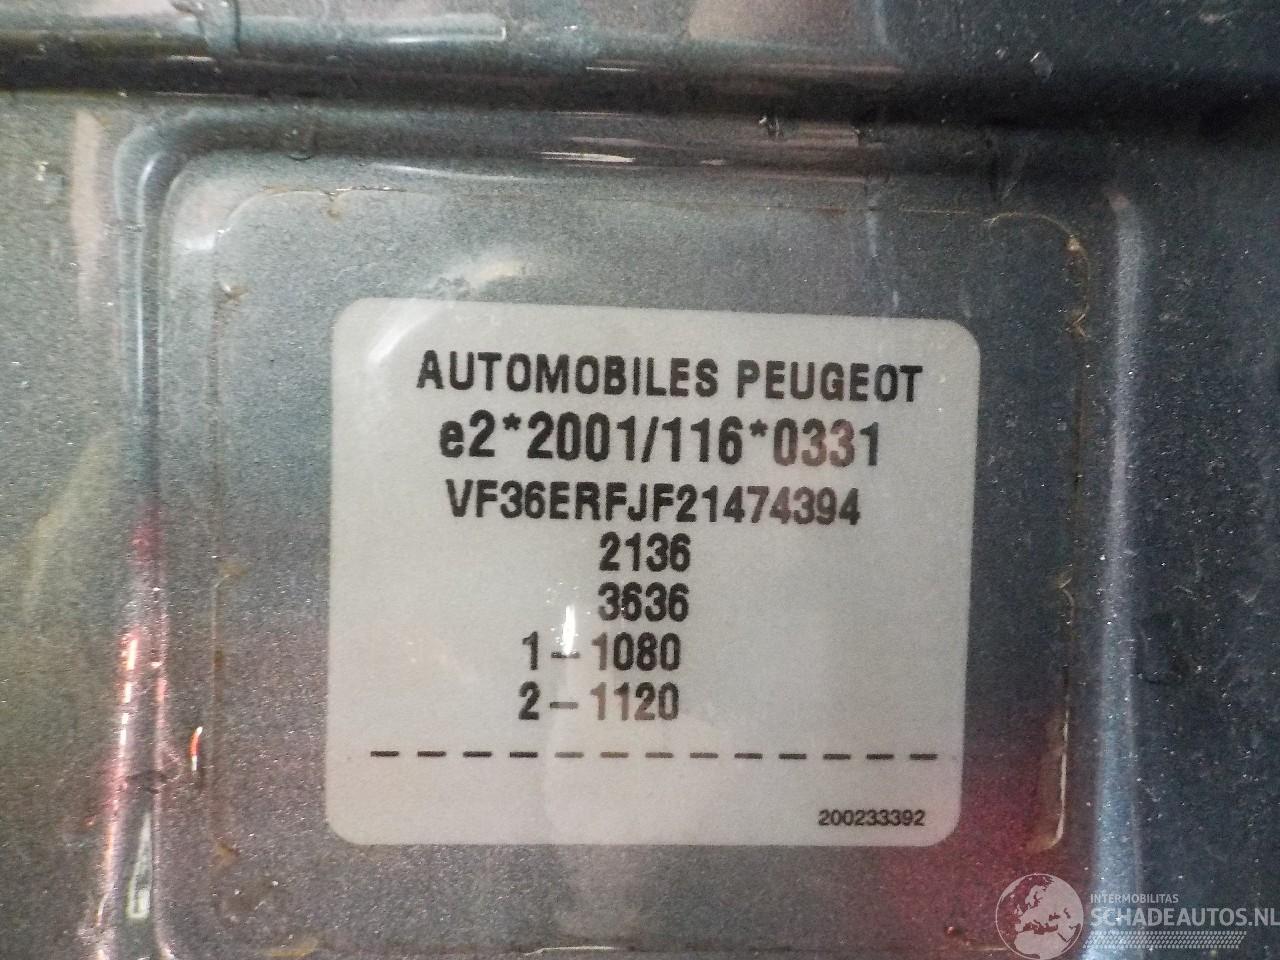 AUTOMOBILES PEUGEOT
e2*2001/116*0331
VF36ERFJF21474394
2136
3636
1-1080
2-1120
- - - - - - - - - - - - -
200233392
INTERMOBILITAS
SCHADEAUTOS.NL